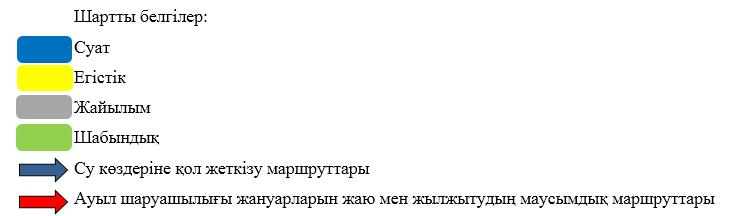 Шартты белгілер:
Суат
Егістік
Жайылым
Шабындық
Су көздеріне қол жеткізу маршруттары
Ауыл шаруашылығы жануарларын жаю мен жылжытудың маусымдық маршруттары